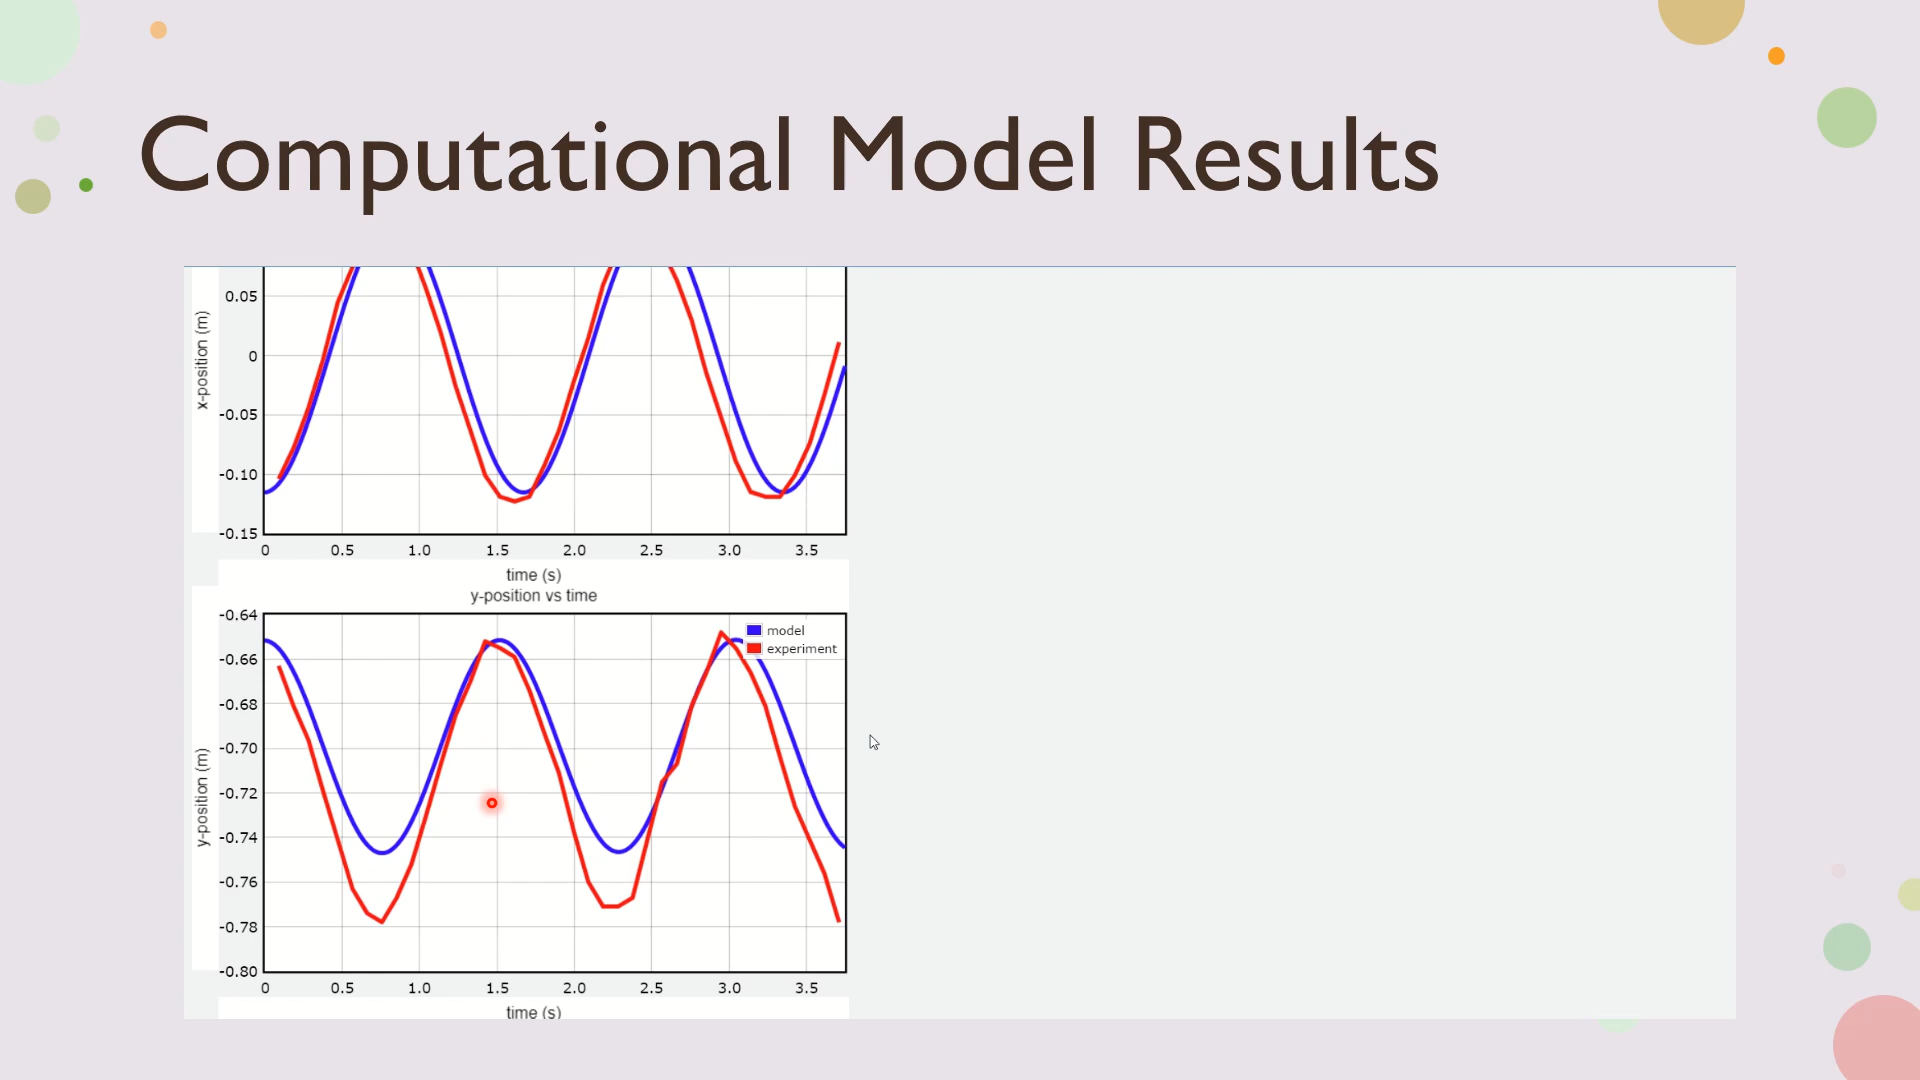 Computational Model Results
x-position (m)
0.05
0
-0.05
-0.10
-0.15
0 0.5 1.0 1.5 2.0 2.5 3.0 3.5
time (s)
y-position vs time
y-position (m)
-0.64
-0.66
-0.68
-0.70
-0.72
-0.74
-0.76
-0.78
-0.80
model
experiment
0 0.5 1.0 1.5 2.0 2.5 3.0 3.5
time (s)